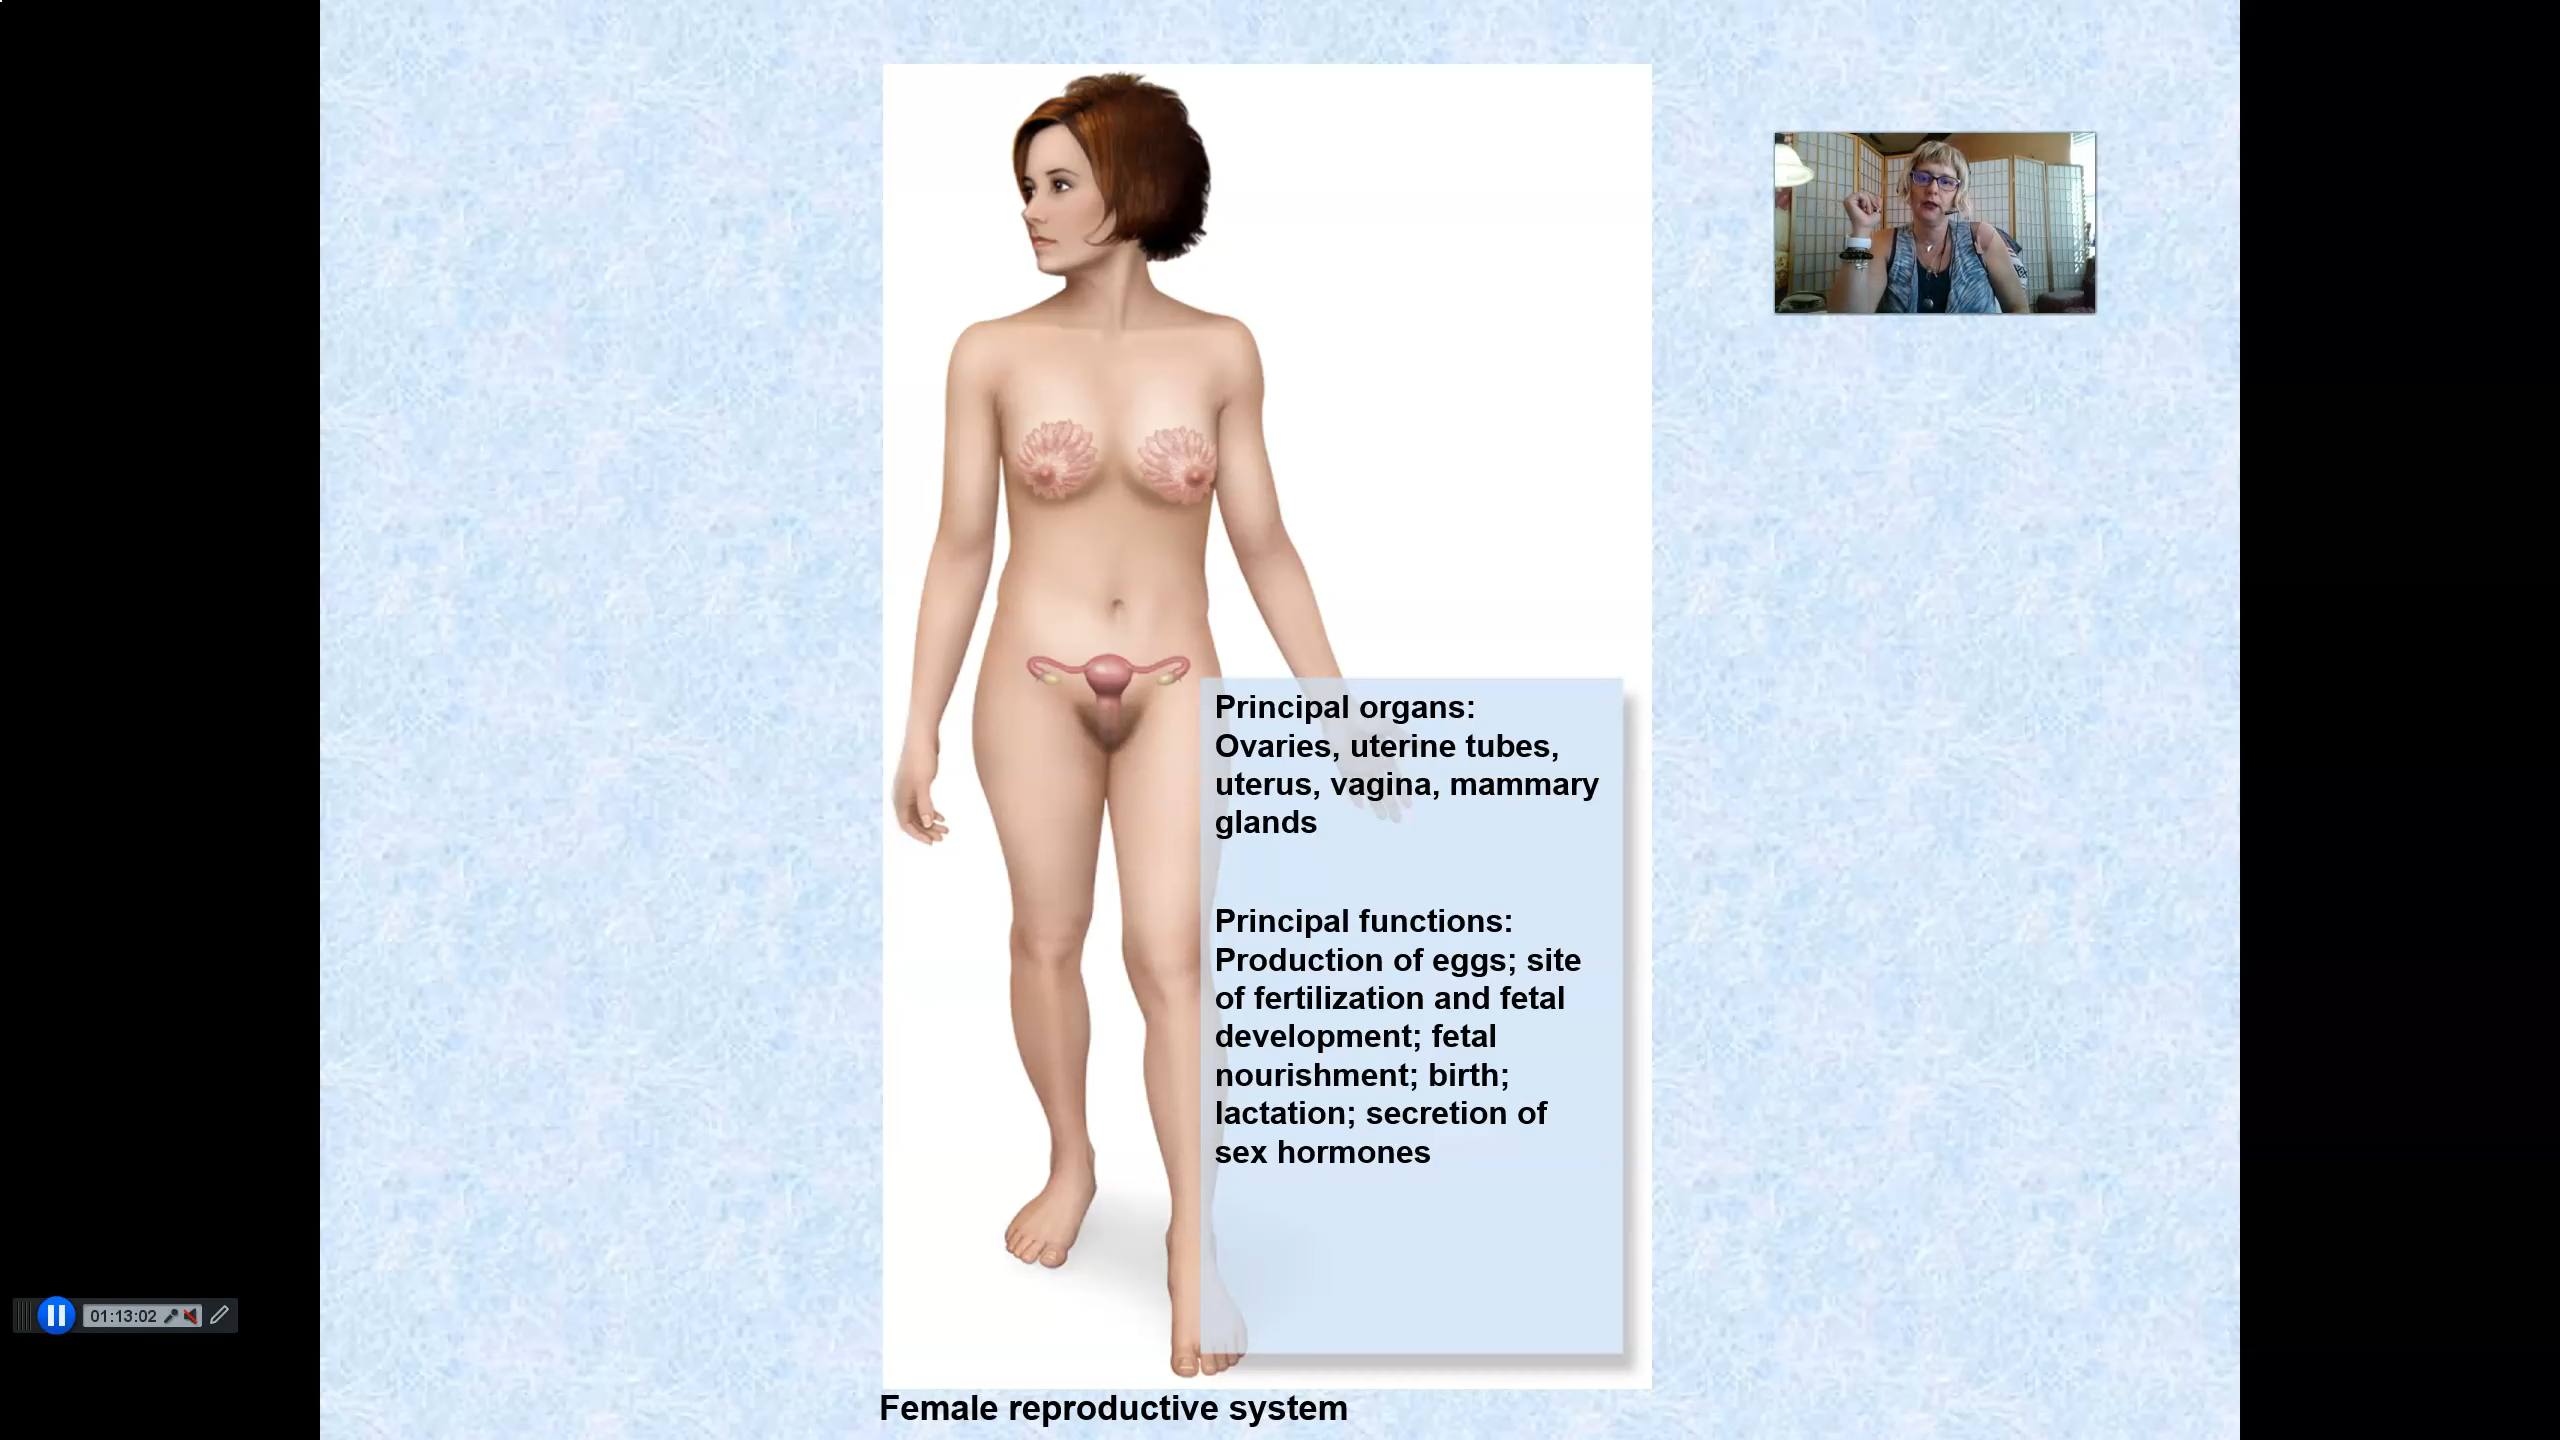 Principal organs:
Ovaries, uterine tubes,
uterus, vagina, mammary
glands
Principal functions:
Production of eggs; site
of fertilization and fetal
development; fetal
nourishment; birth;
lactation; secretion of
sex hormones
01:13:02
Female reproductive system